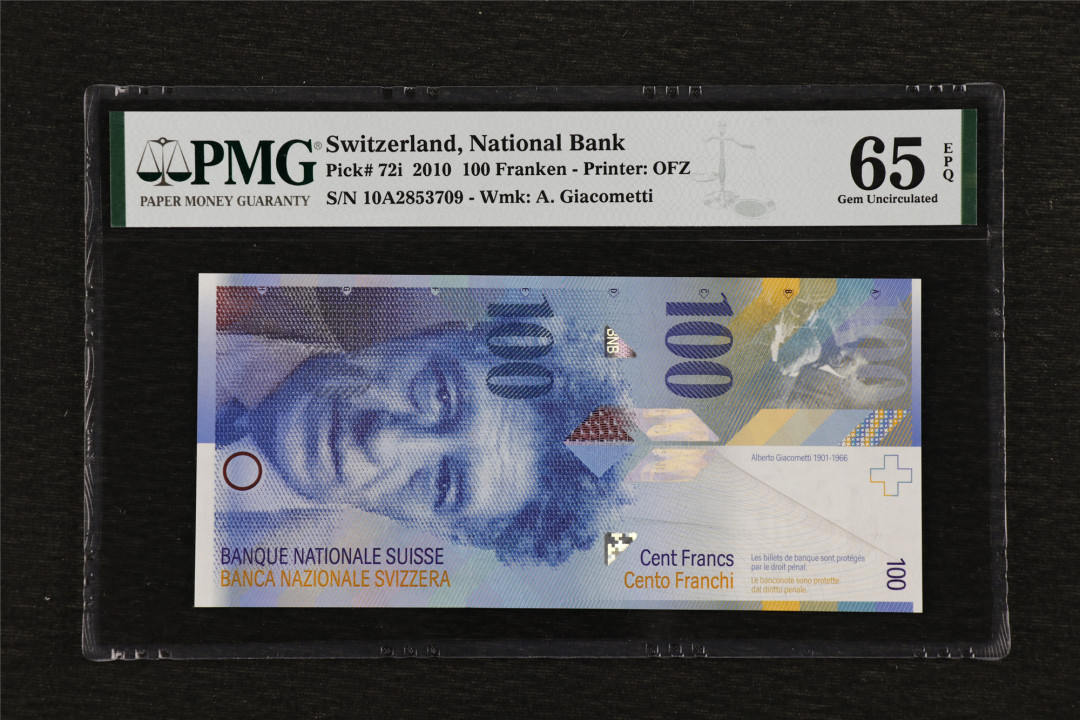 PMG®
PAPER MONEY GUARANTY
Switzerland, National Bank
Pick# 72i 2010 100 Franken - Printer: OFZ
S/N 10A2853709 - Wmk: A. Giacometti
65
EPQ
Gem Uncirculated
H
G
F
E
D
C
B
A
100
100
100
SNB
Alberto Giacometti 1901-1966
BANQUE NATIONALE SUISSE
BANCA NAZIONALE SVIZZERA
Cent Francs
Cento Franchi
Les billets de banque sont protégés
par le droit pénal.
Le banconote sono protette
dal diritto penale.
100